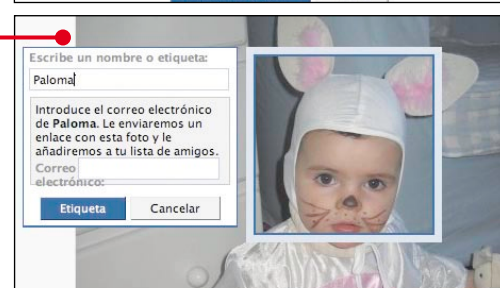 Escribe un nombre o etiqueta:
Paloma
Introduce el correo electrónico
de Paloma. Le enviaremos un
enlace con esta foto y le
añadiremos a tu lista de amigos.
Correo
electrónico:
Etiqueta Cancelar